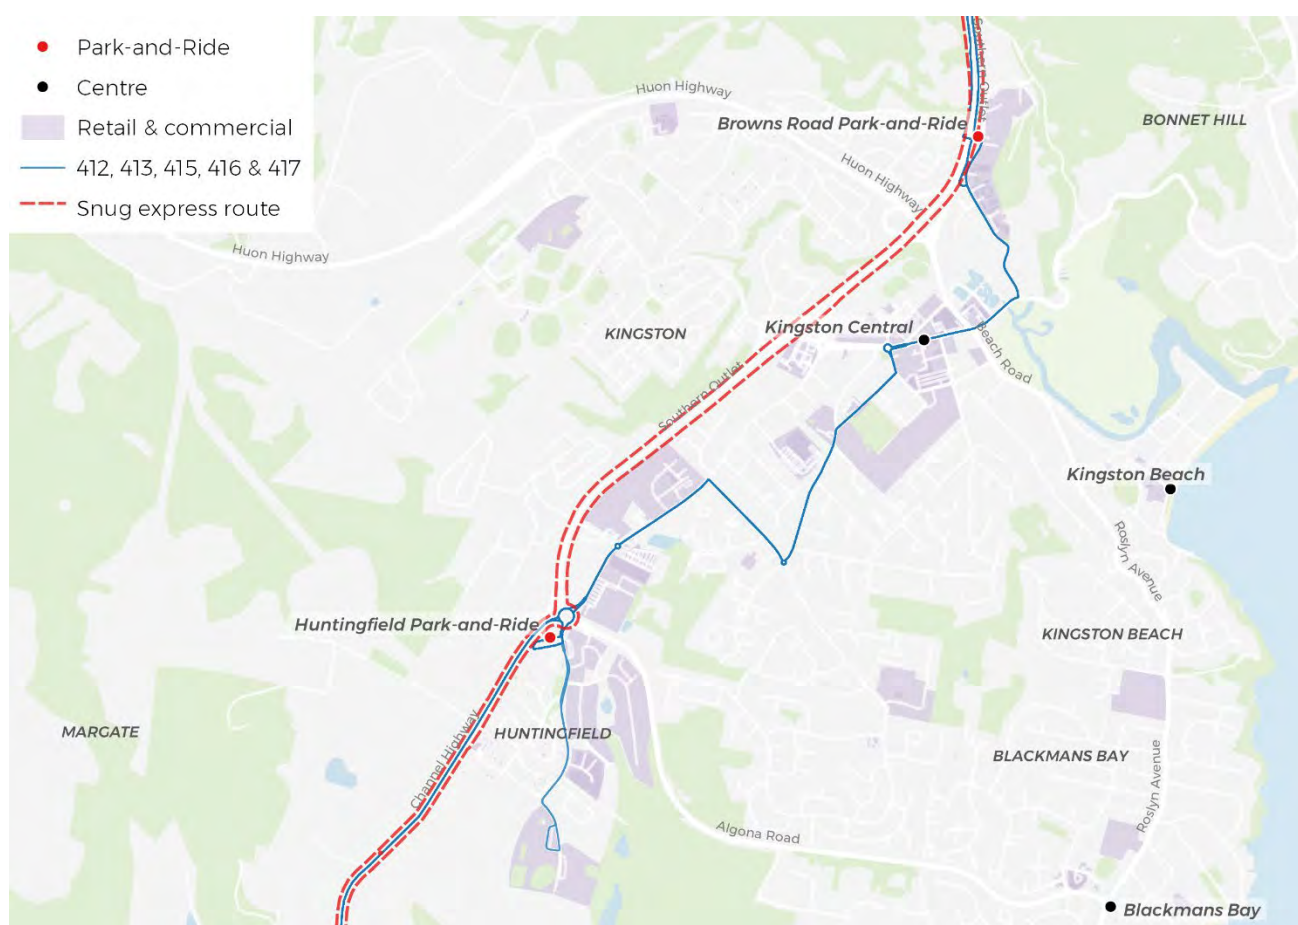 Park-and-Ride
Centre
Retail & commercial
412, 413, 415, 416 & 417
Snug express route
Southern Outlet
Huon Highway
Browns Road Park-and-Ride
BONNET HILL
Huon Highway
Huon Highway
Kingston Central
KINGSTON
Beach Road
Southern Outlet
Kingston Beach
Roslyn Avenue
Huntingfield Park-and-Ride
KINGSTON BEACH
MARGATE
HUNTINGFIELD
Channel Highway
BLACKMANS BAY
Roslyn Avenue
Algona Road
Blackmans Bay